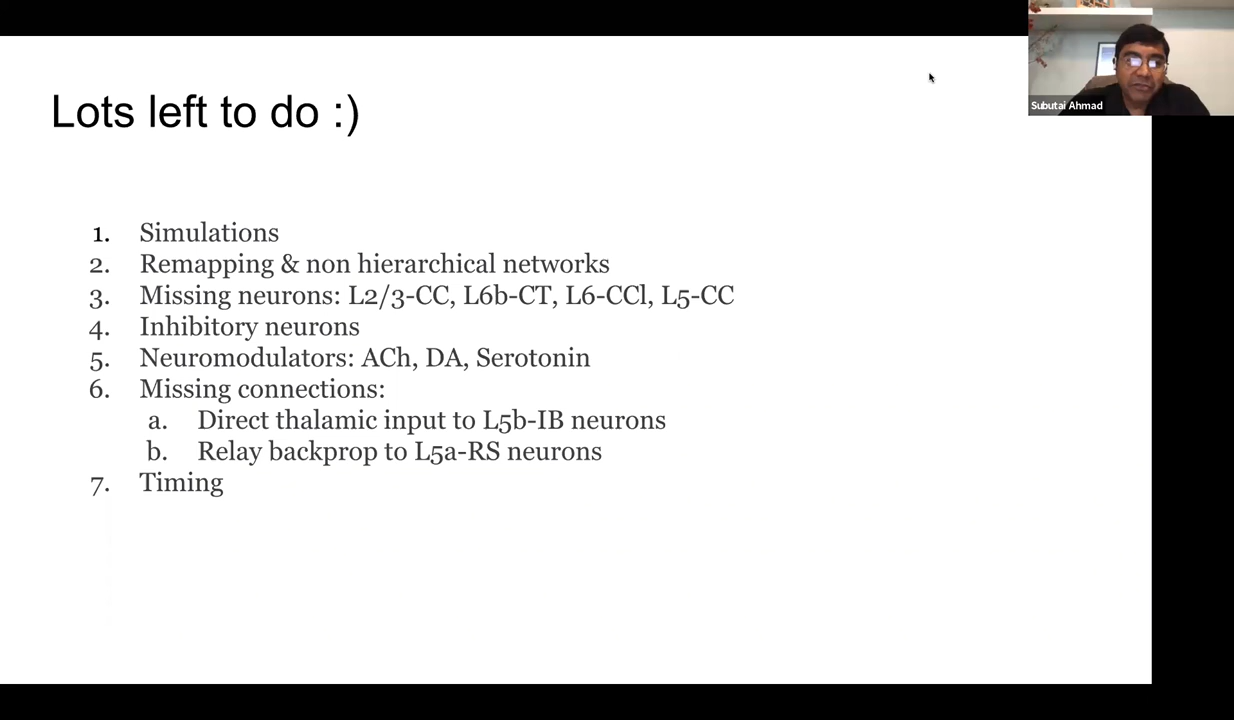 Lots left to do :)
1. Simulations
2. Remapping & non hierarchical networks
3. Missing neurons: L2/3-CC, L6b-CT, L6-CCl, L5-CC
4. Inhibitory neurons
5. Neuromodulators: ACh, DA, Serotonin
6. Missing connections:
a. Direct thalamic input to L5b-IB neurons
b. Relay backprop to L5a-RS neurons
7. Timing
Subutai Ahmad